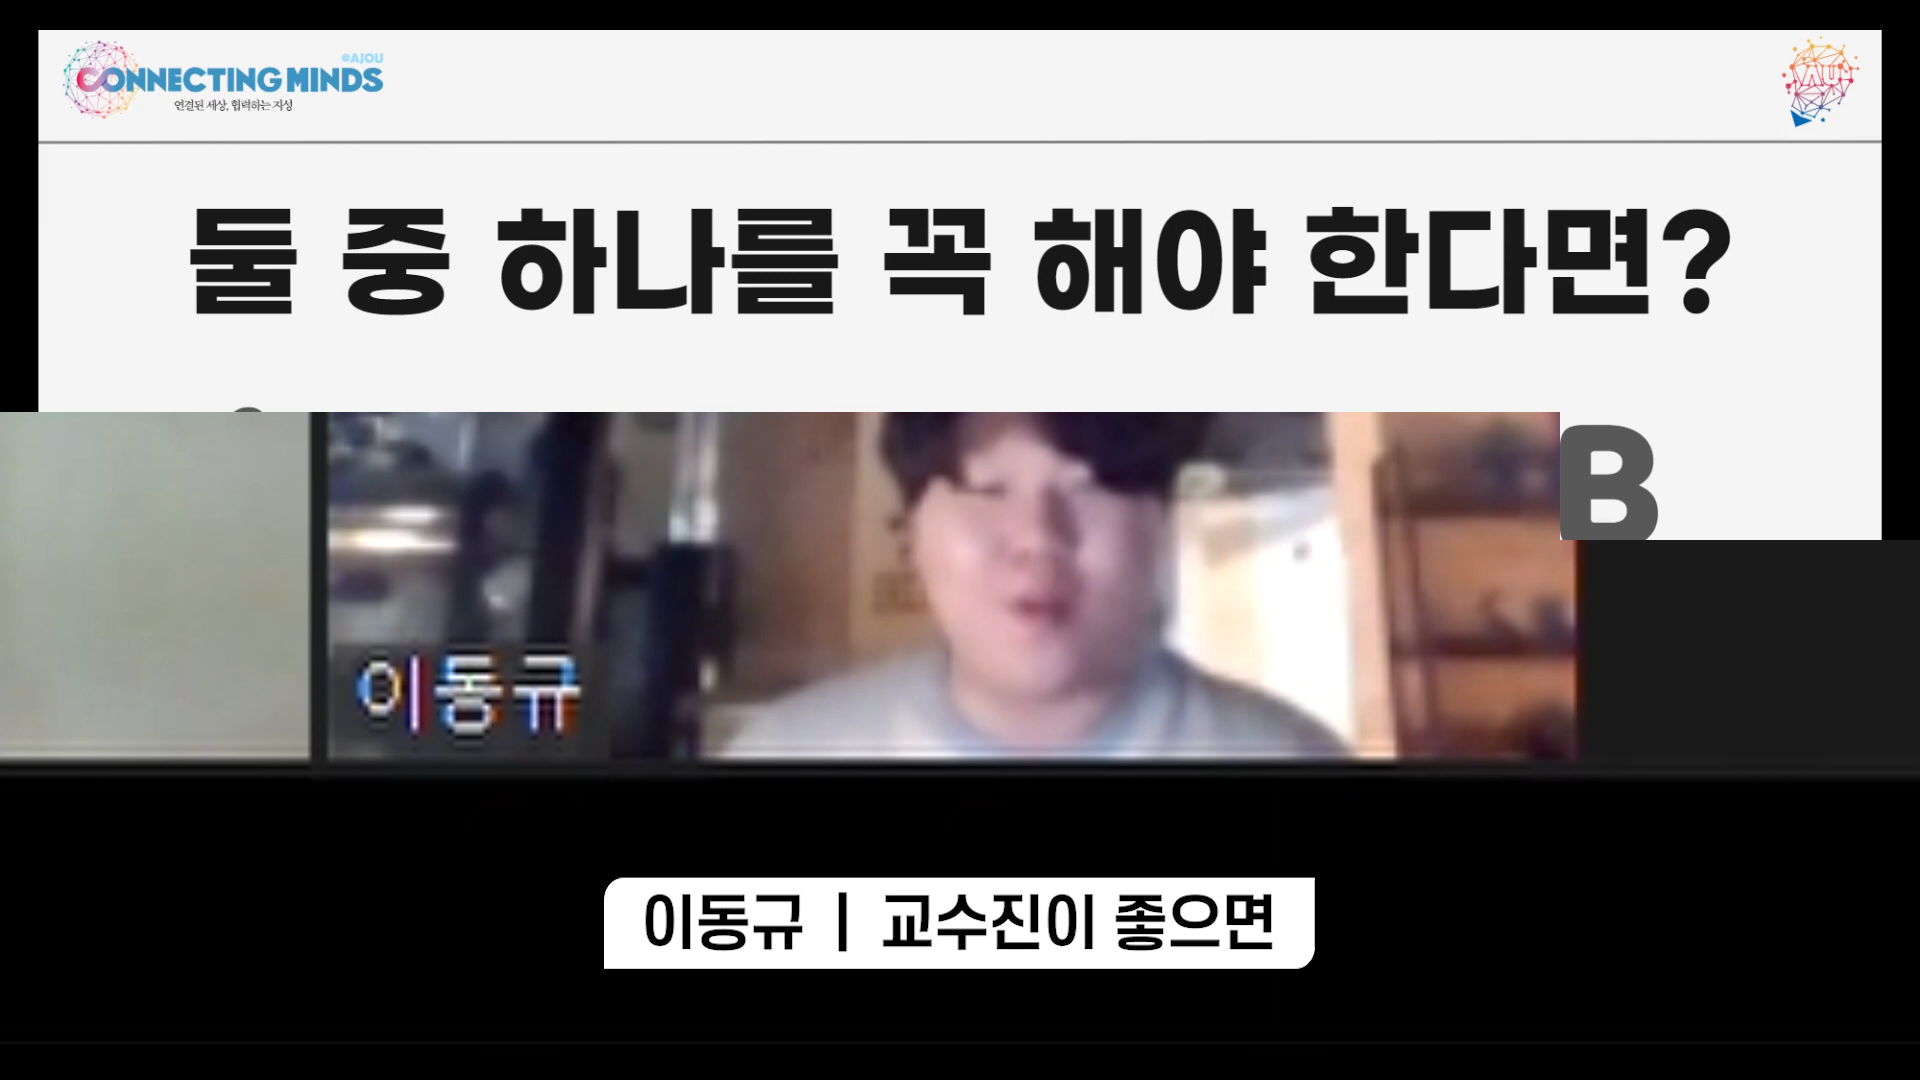 @AJOU
CONNECTING MINDS
연결된 세상, 협력하는 지성
AU
둘 중 하나를 꼭 해야 한다면?
B
이동규
이동규 | 교수진이 좋으면